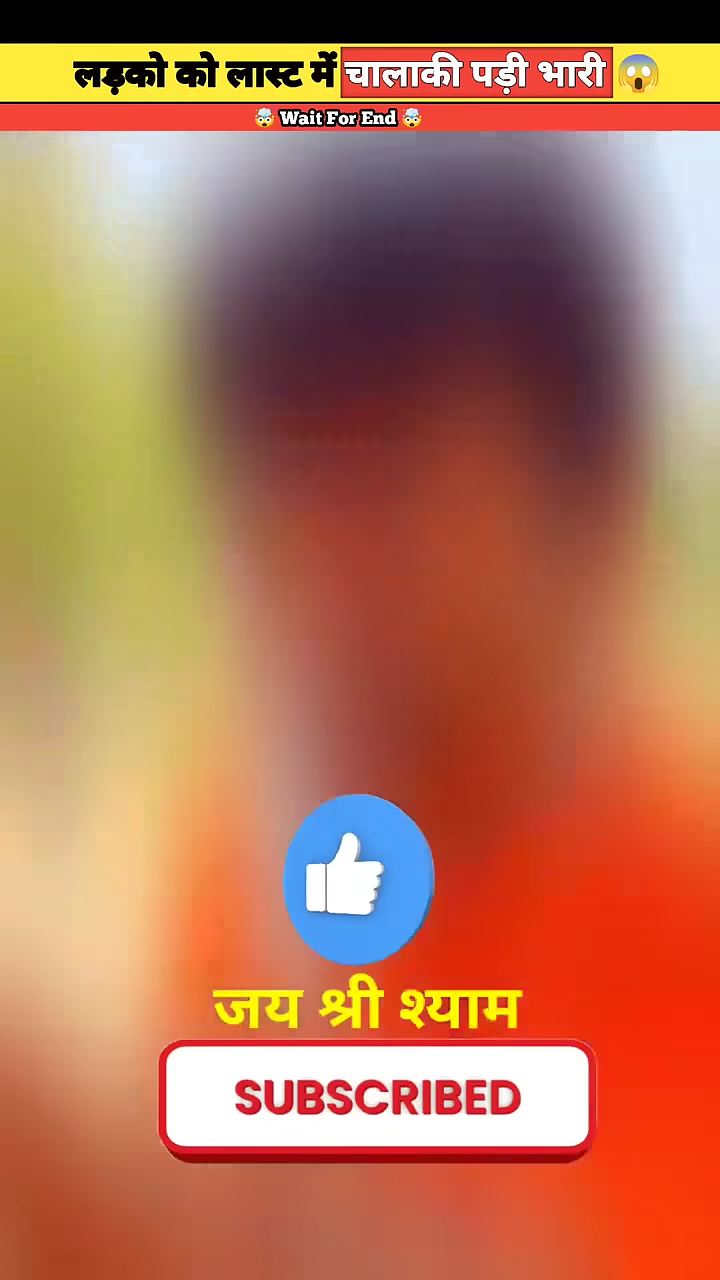 लड़को को लास्ट में चालाकी पड़ी भारी 😱
🤯 Wait For End 🤯
जय श्री श्याम
SUBSCRIBED